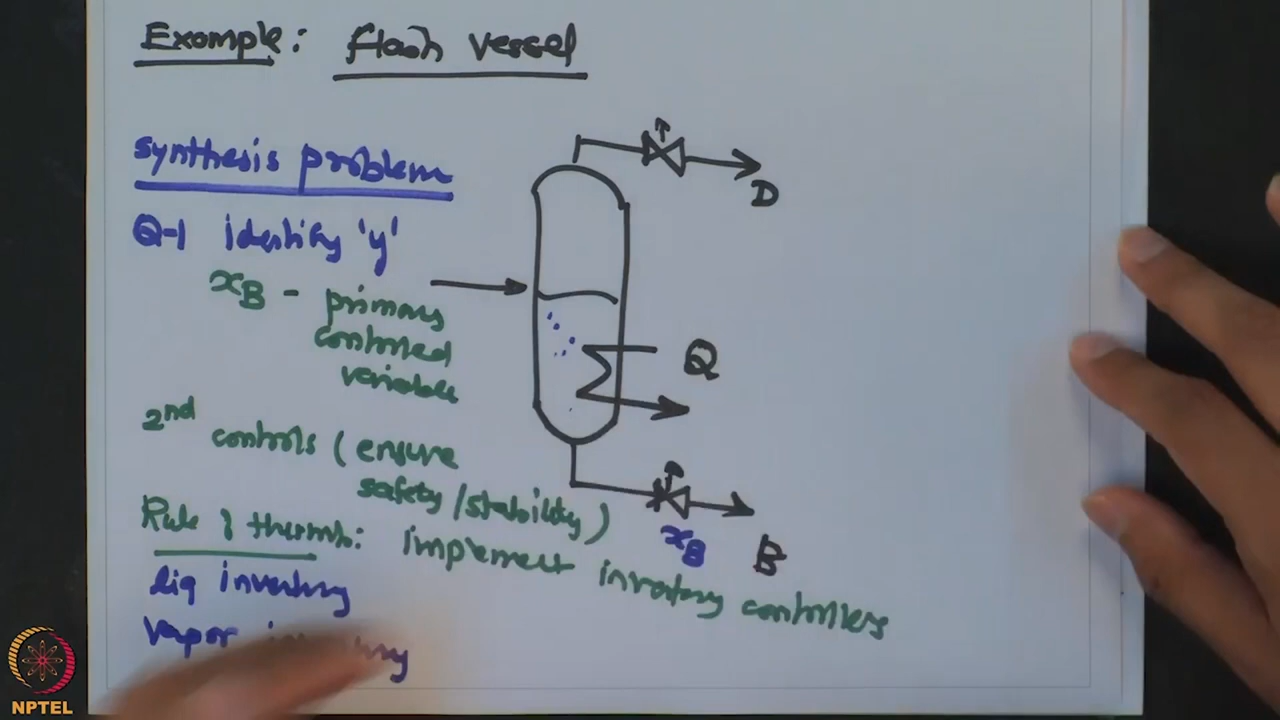 Example: flash vessel
synthesis problem
Q-1 identify 'y'
xB - primary
controlled
variable
2nd
controls (ensure
safety/stability)
Rule of thumb: implement inventory controllers
liq inventory
vapor
D
Q
xB
B
NPTEL